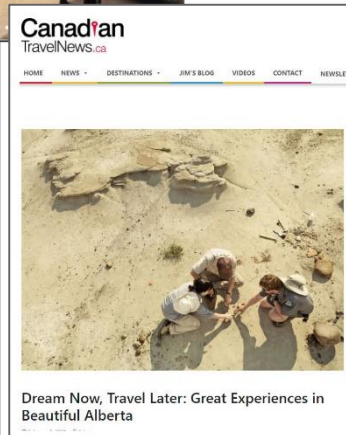 Canadian
TravelNews.ca
HOME NEWS DESTINATIONS JIM'S BLOG VIDEOS CONTACT
Dream Now, Travel Later: Great Experiences in
Beautiful Alberta